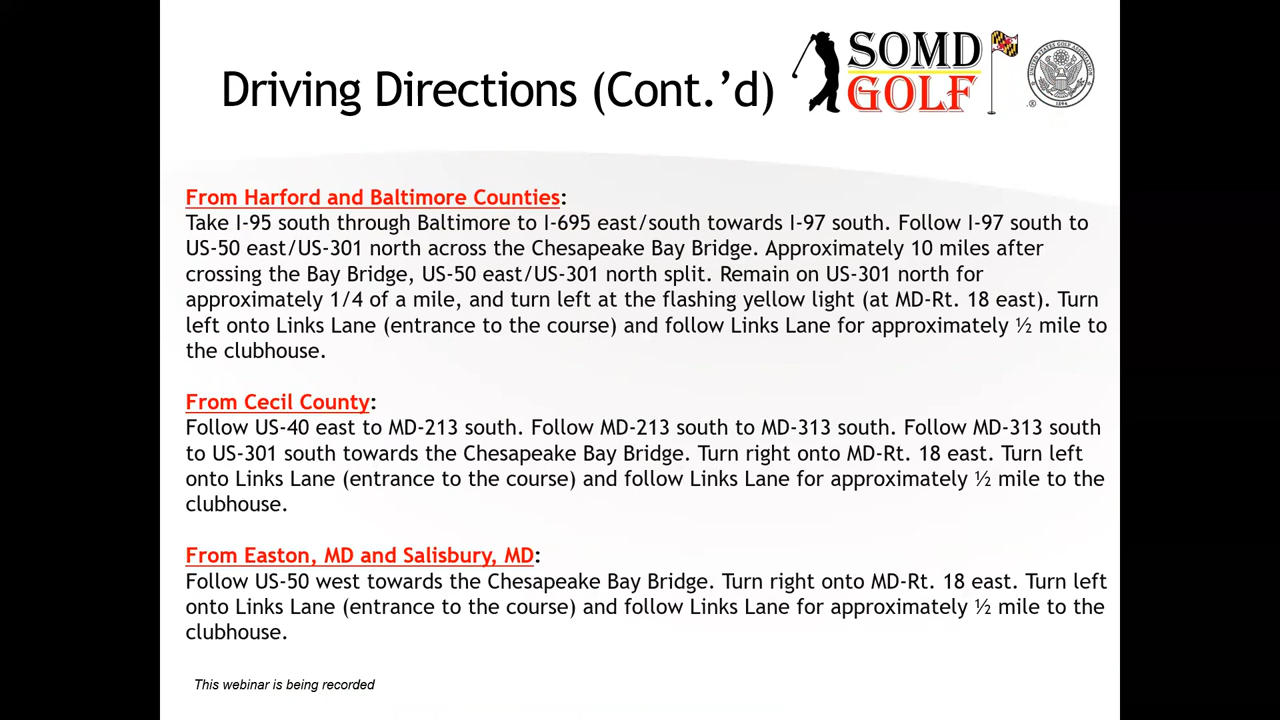 Driving Directions (Cont.’d)
SOMD
GOLF
From Harford and Baltimore Counties:
Take I-95 south through Baltimore to I-695 east/south towards I-97 south. Follow I-97 south to
US-50 east/US-301 north across the Chesapeake Bay Bridge. Approximately 10 miles after
crossing the Bay Bridge, US-50 east/US-301 north split. Remain on US-301 north for
approximately 1/4 of a mile, and turn left at the flashing yellow light (at MD-Rt. 18 east). Turn
left onto Links Lane (entrance to the course) and follow Links Lane for approximately ½ mile to
the clubhouse.
From Cecil County:
Follow US-40 east to MD-213 south. Follow MD-213 south to MD-313 south. Follow MD-313 south
to US-301 south towards the Chesapeake Bay Bridge. Turn right onto MD-Rt. 18 east. Turn left
onto Links Lane (entrance to the course) and follow Links Lane for approximately ½ mile to the
clubhouse.
From Easton, MD and Salisbury, MD:
Follow US-50 west towards the Chesapeake Bay Bridge. Turn right onto MD-Rt. 18 east. Turn left
onto Links Lane (entrance to the course) and follow Links Lane for approximately ½ mile to the
clubhouse.
This webinar is being recorded